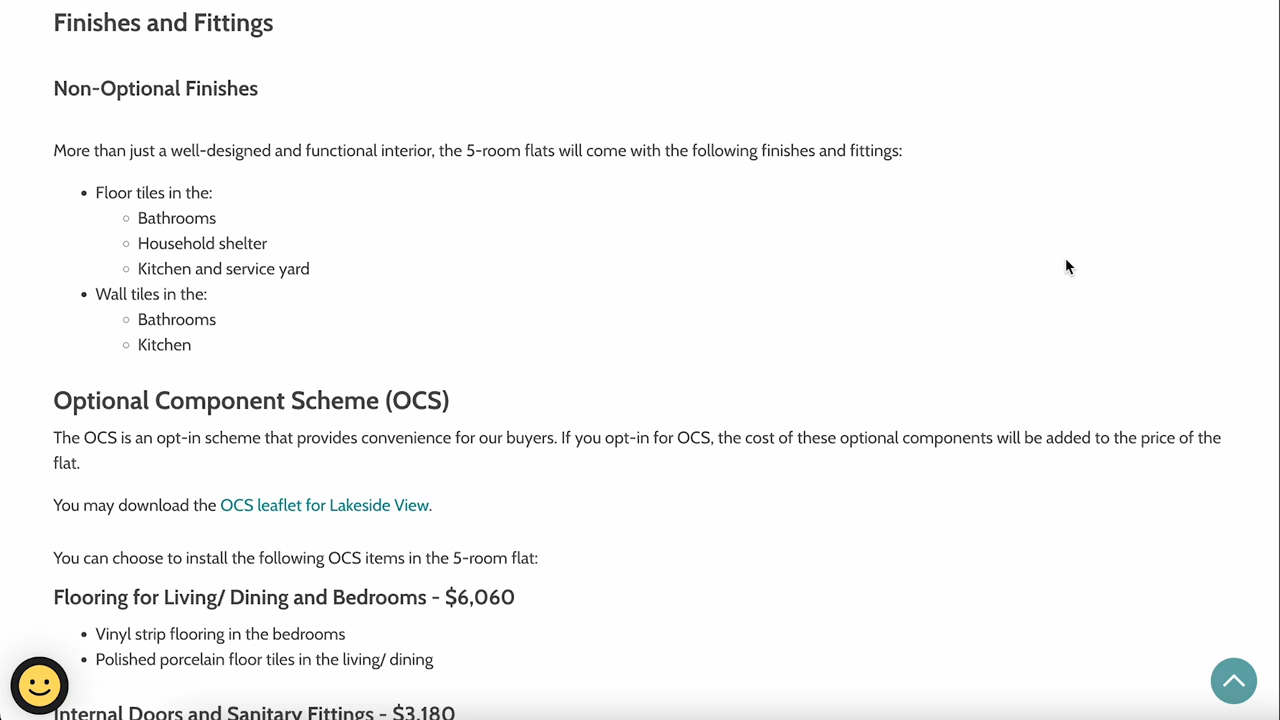 Finishes and Fittings
Non-Optional Finishes
More than just a well-designed and functional interior, the 5-room flats will come with the following finishes and fittings:
Floor tiles in the:
Bathrooms
Household shelter
Kitchen and service yard
Wall tiles in the:
Bathrooms
Kitchen
Optional Component Scheme (OCS)
The OCS is an opt-in scheme that provides convenience for our buyers. If you opt-in for OCS, the cost of these optional components will be added to the price of the
flat.
You may download the OCS leaflet for Lakeside View.
You can choose to install the following OCS items in the 5-room flat:
Flooring for Living/ Dining and Bedrooms - $6,060
Vinyl strip flooring in the bedrooms
Polished porcelain floor tiles in the living/ dining
Internal Doors and Sanitary Fittings - $3,180